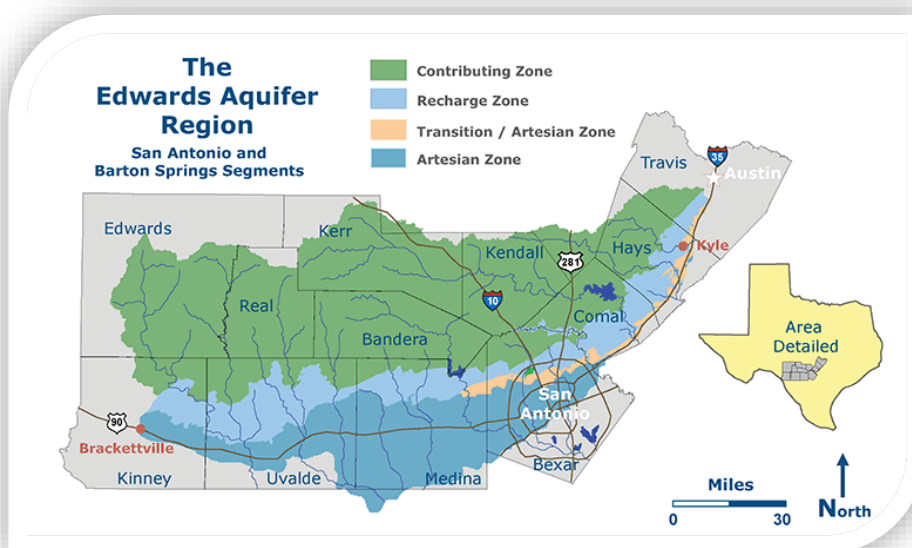 The
Edwards Aquifer
Region
San Antonio and
Barton Springs Segments
Contributing Zone
Recharge Zone
Transition / Artesian Zone
Artesian Zone
Travis
35
Austin
Edwards
Kerr
Kendall
Hays
Kyle
281
10
Real
Comal
Bandera
Area
Detailed
San
Antonio
90
Brackettville
Bexar
Kinney
Uvalde
Medina
Miles
0 30
North